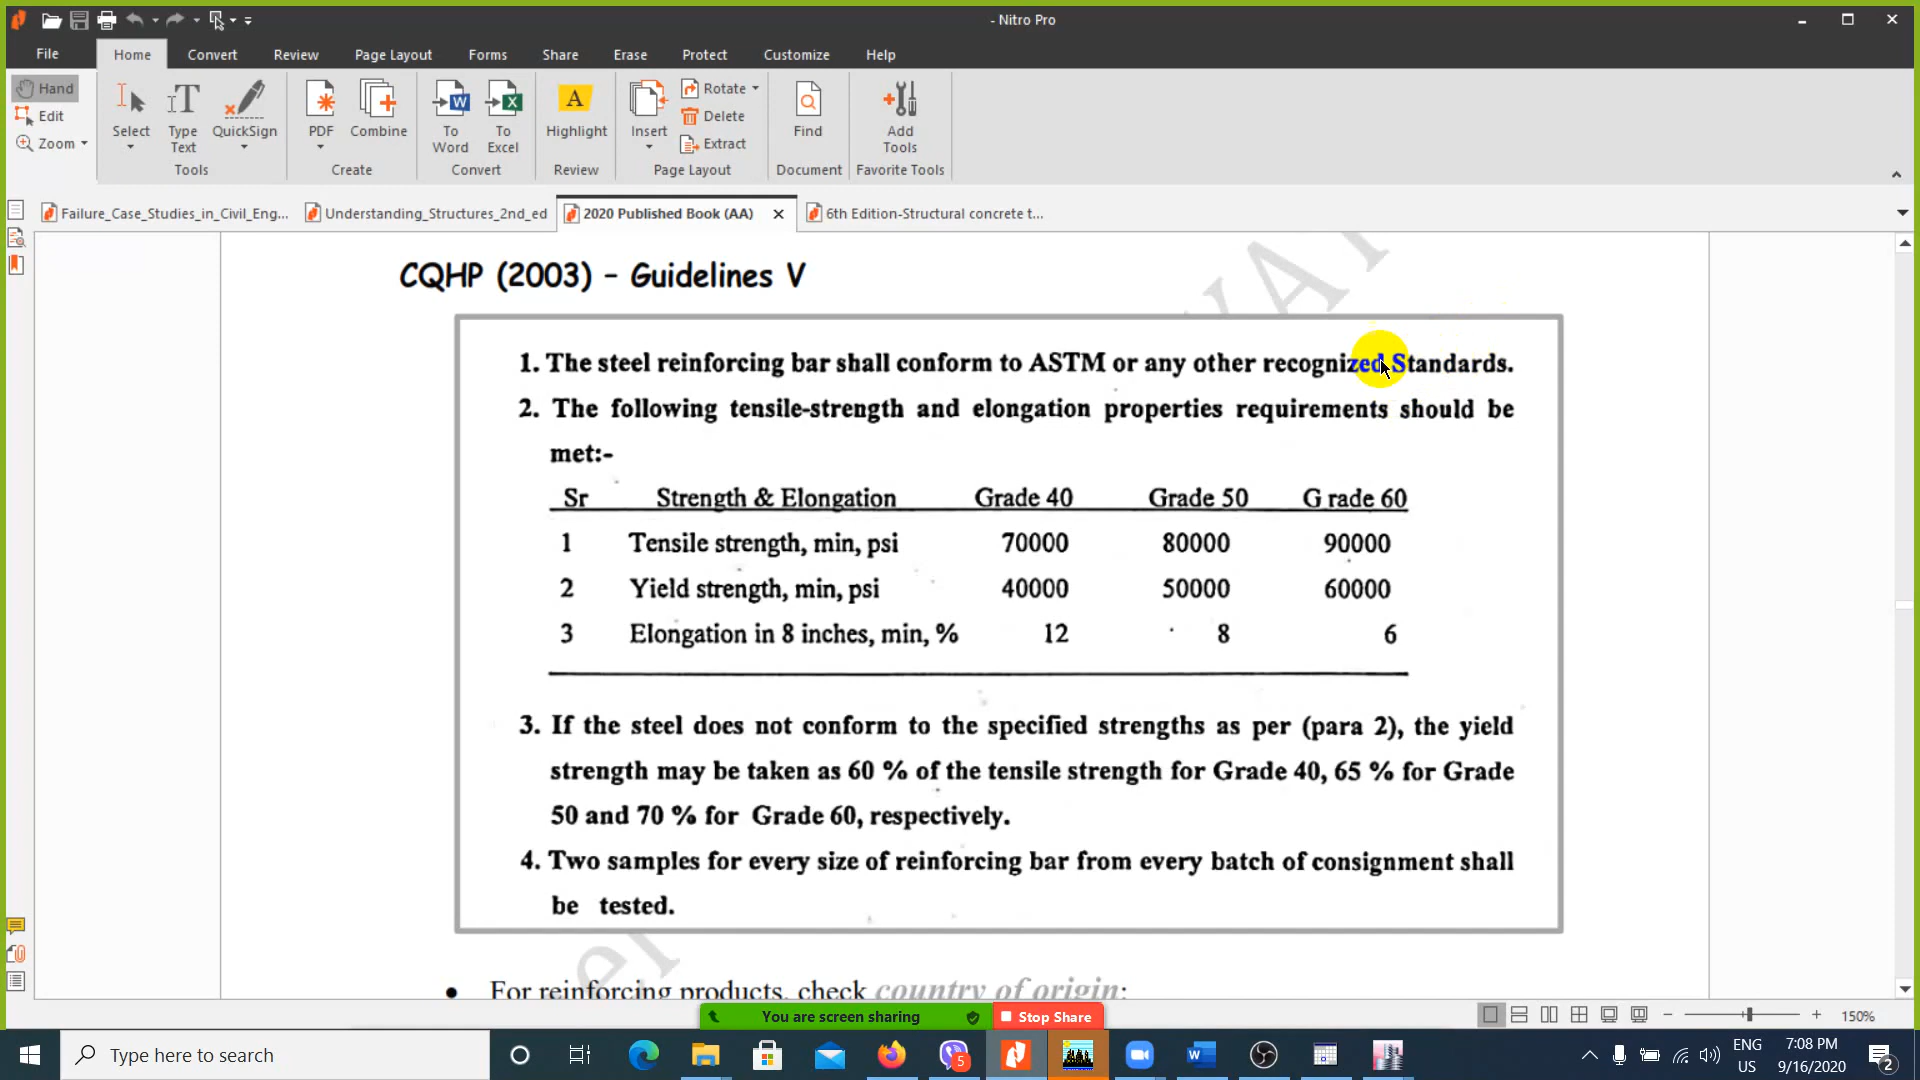 - Nitro Pro
File Home Convert Review Page Layout Forms Share Erase Protect Customize Help
Hand
Edit
Zoom
Select
Type Text
QuickSign
Tools
PDF
Combine
Create
To Word
To Excel
Convert
Highlight
Review
Insert
Rotate
Delete
Extract
Page Layout
Find
Document
Add Tools
Favorite Tools
Failure_Case_Studies_in_Civil_Eng...
Understanding_Structures_2nd_ed
2020 Published Book (AA)
6th Edition-Structural concrete t...
CQHP (2003) – Guidelines V
1. The steel reinforcing bar shall conform to ASTM or any other recognized Standards.
2. The following tensile-strength and elongation properties requirements should be
met:-
Sr Strength & Elongation Grade 40 Grade 50 G rade 60
1 Tensile strength, min, psi 70000 80000 90000
2 Yield strength, min, psi 40000 50000 60000
3 Elongation in 8 inches, min, % 12 8 6
3. If the steel does not conform to the specified strengths as per (para 2), the yield
strength may be taken as 60 % of the tensile strength for Grade 40, 65 % for Grade
50 and 70 % for Grade 60, respectively.
4. Two samples for every size of reinforcing bar from every batch of consignment shall
be tested.
• For reinforcing products, check country of origin:
You are screen sharing Stop Share
150%
Type here to search
5
ENG
US
7:08 PM
9/16/2020
2